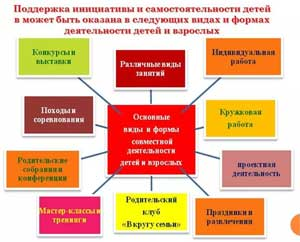 Поддержка инициативы и самостоятельности детей
в может быть оказана в следующих видах и формах
деятельности детей и взрослых
Конкурсы и
выставки
Различные виды
занятий
Индивидуальная
работа
Походы и
соревнования
Основные
виды и формы
совместной
деятельности
детей и взрослых
Кружковая
работа
Родительские
собрания и
конференции
проектная
деятельность
Мастер-классы и
тренинги
Родительский
клуб
«В кругу семьи»
Праздники и
развлечения